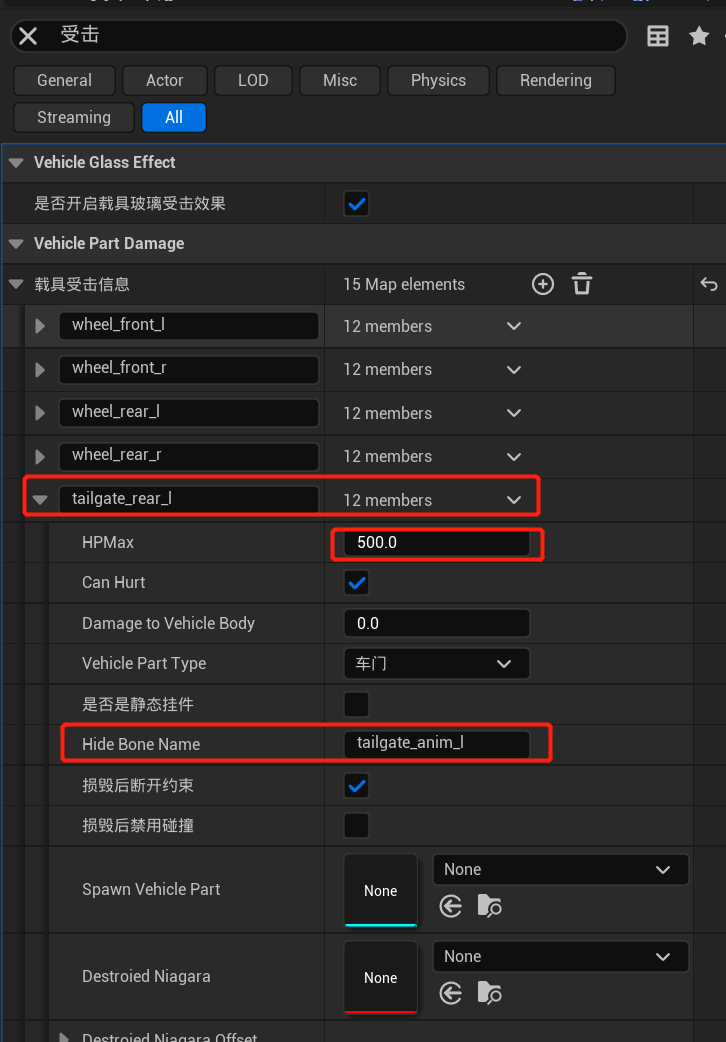 受击
General Actor LOD Misc Physics Rendering
Streaming All
Vehicle Glass Effect
是否开启载具玻璃受击效果
Vehicle Part Damage
载具受击信息 15 Map elements
wheel_front_l 12 members
wheel_front_r 12 members
wheel_rear_l 12 members
wheel_rear_r 12 members
tailgate_rear_l 12 members
HPMax 500.0
Can Hurt
Damage to Vehicle Body 0.0
Vehicle Part Type 车门
是否是静态挂件
Hide Bone Name tailgate_anim_l
损毁后断开约束
损毁后禁用碰撞
Spawn Vehicle Part None None
Destroied Niagara None None
Destroied Niagara Offset